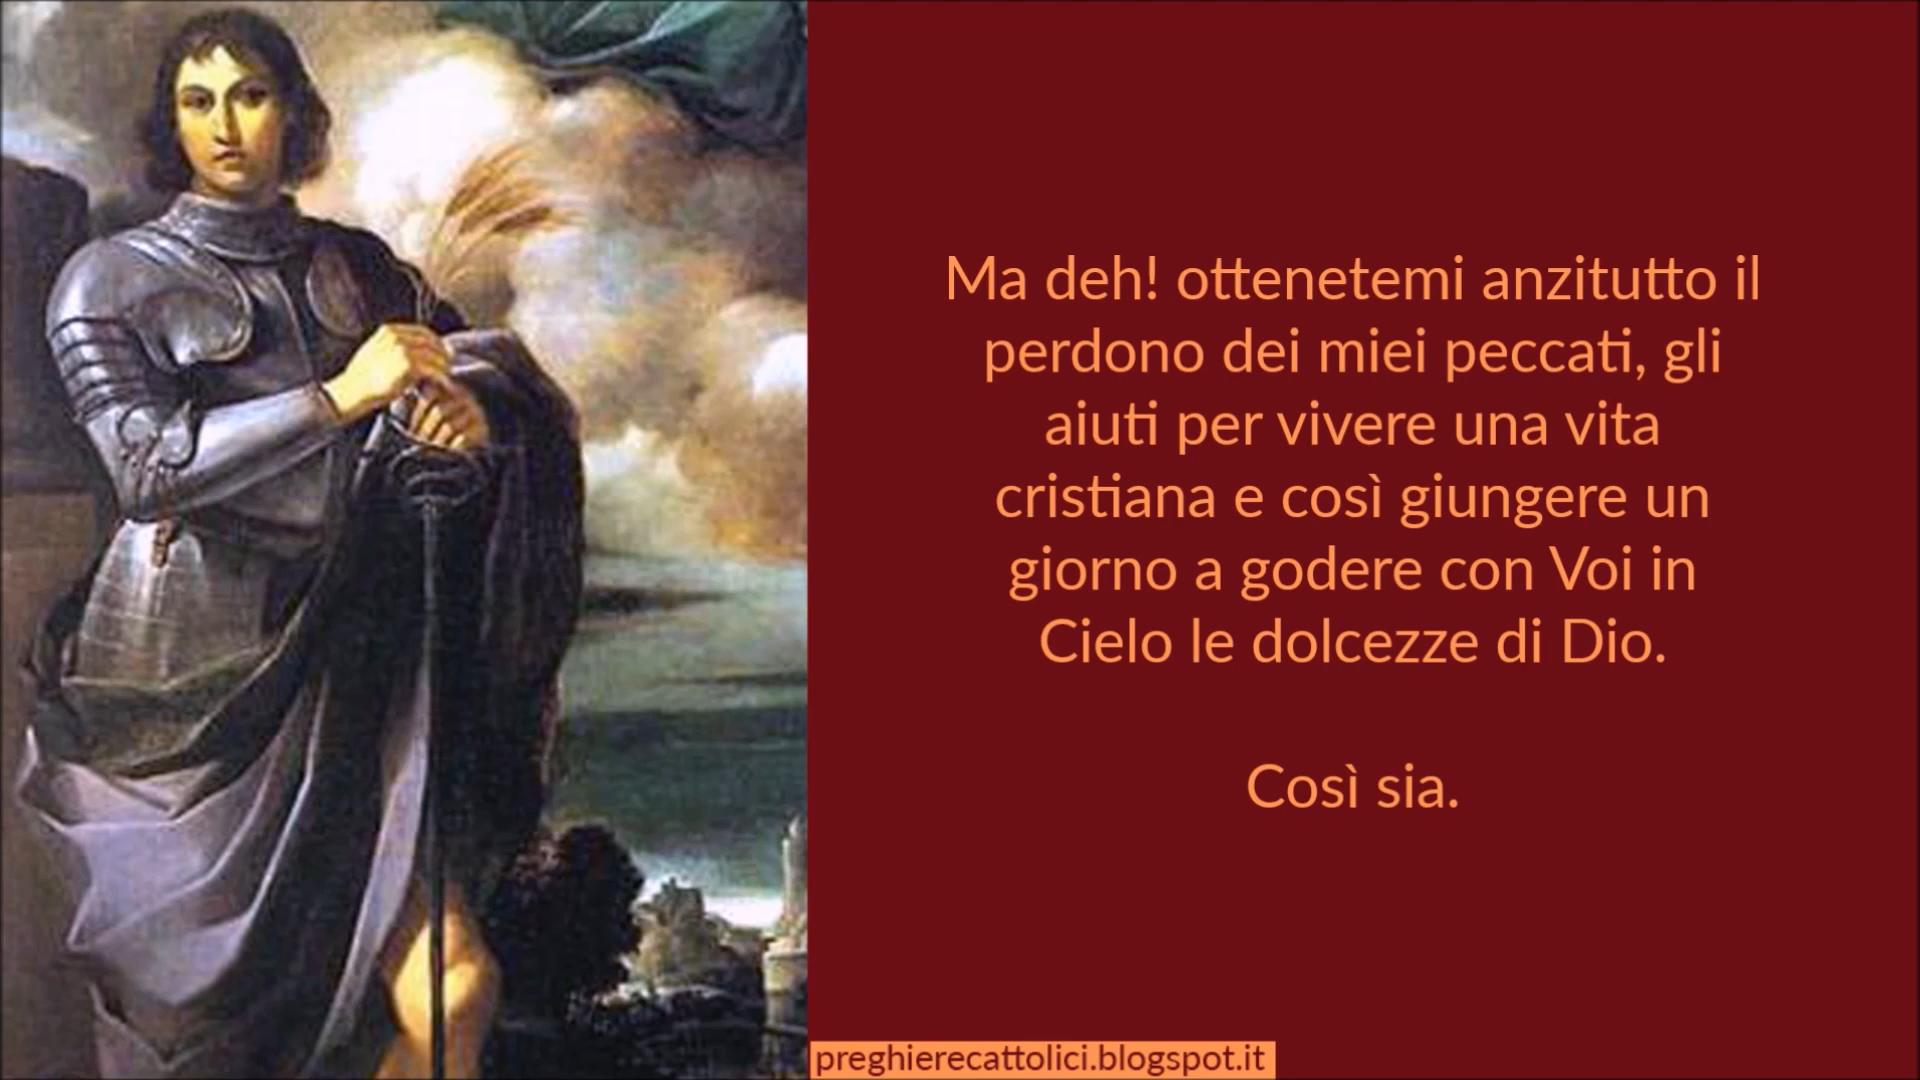 Ma deh! ottenetemi anzitutto il
perdono dei miei peccati, gli
aiuti per vivere una vita
cristiana e così giungere un
giorno a godere con Voi in
Cielo le dolcezze di Dio.
Così sia.
preghierecattolici.blogspot.it